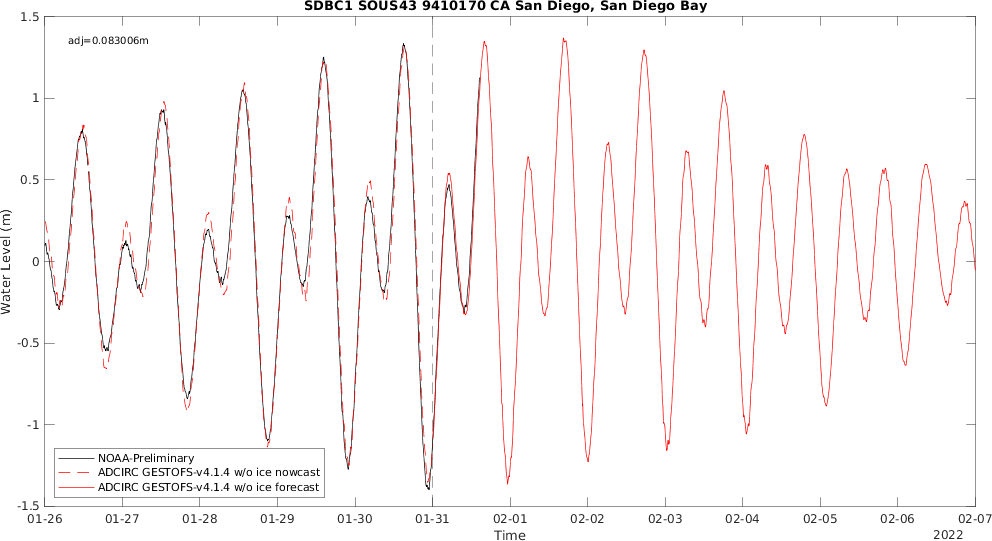 SDBC1 SOUS43 9410170 CA San Diego, San Diego Bay
adj=0.083006m
1.5
1
0.5
0
-0.5
-1
-1.5
Water Level (m)
NOAA-Preliminary
ADCIRC GESTOFS-v4.1.4 w/o ice nowcast
ADCIRC GESTOFS-v4.1.4 w/o ice forecast
01-26 01-27 01-28 01-29 01-30 01-31 02-01 02-02 02-03 02-04 02-05 02-06 02-07
Time
2022